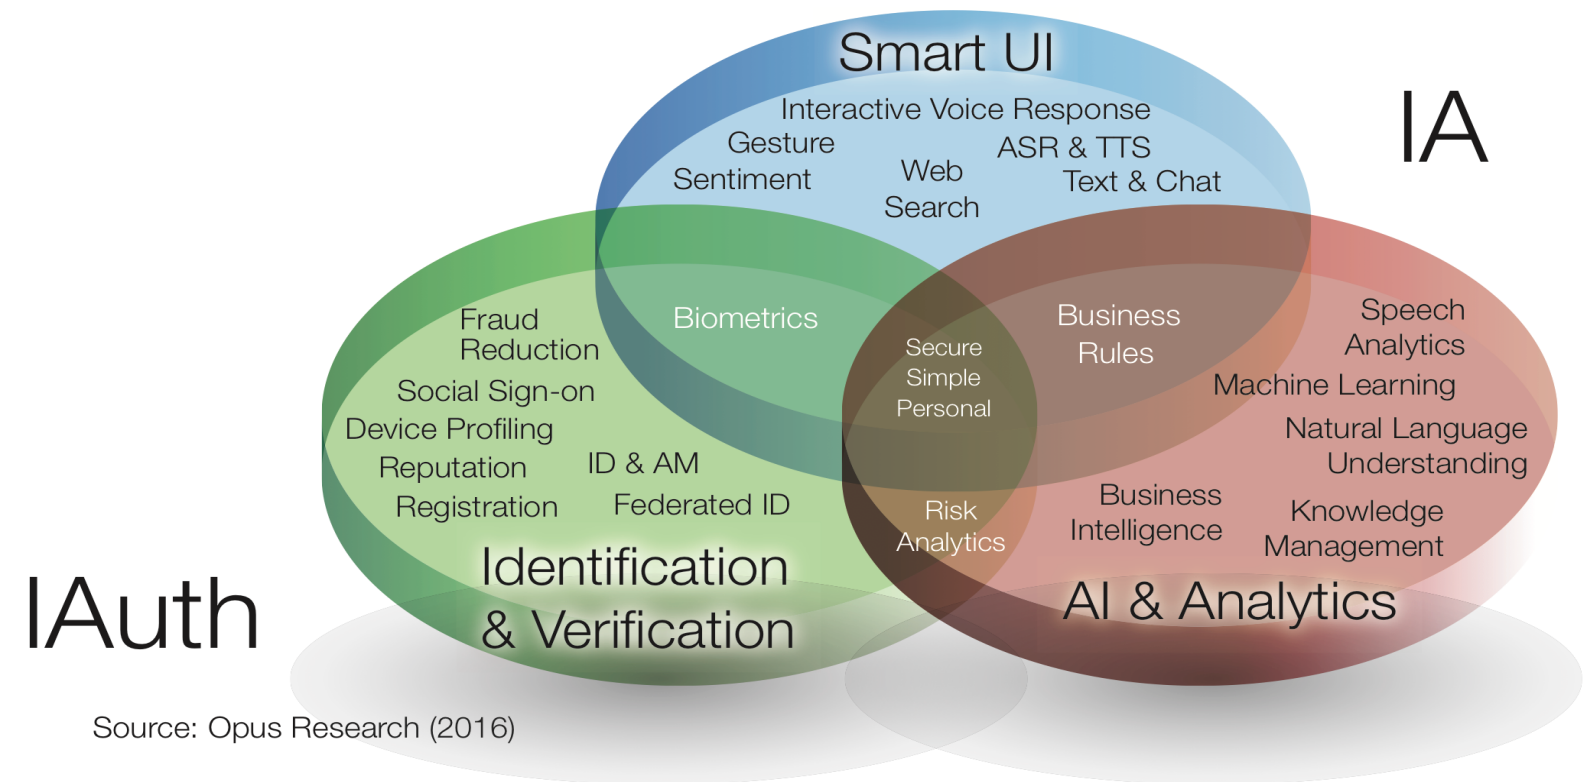 Smart UI
IA
Interactive Voice Response
Gesture
ASR & TTS
Sentiment
Web
Search
Text & Chat
Biometrics
Business
Rules
Secure
Simple
Personal
Fraud
Reduction
Social Sign-on
Device Profiling
Reputation
ID & AM
Registration
Federated ID
Identification
& Verification
Risk
Analytics
Speech
Analytics
Machine Learning
Natural Language
Understanding
Business
Intelligence
Knowledge
Management
AI & Analytics
IAuth
Source: Opus Research (2016)